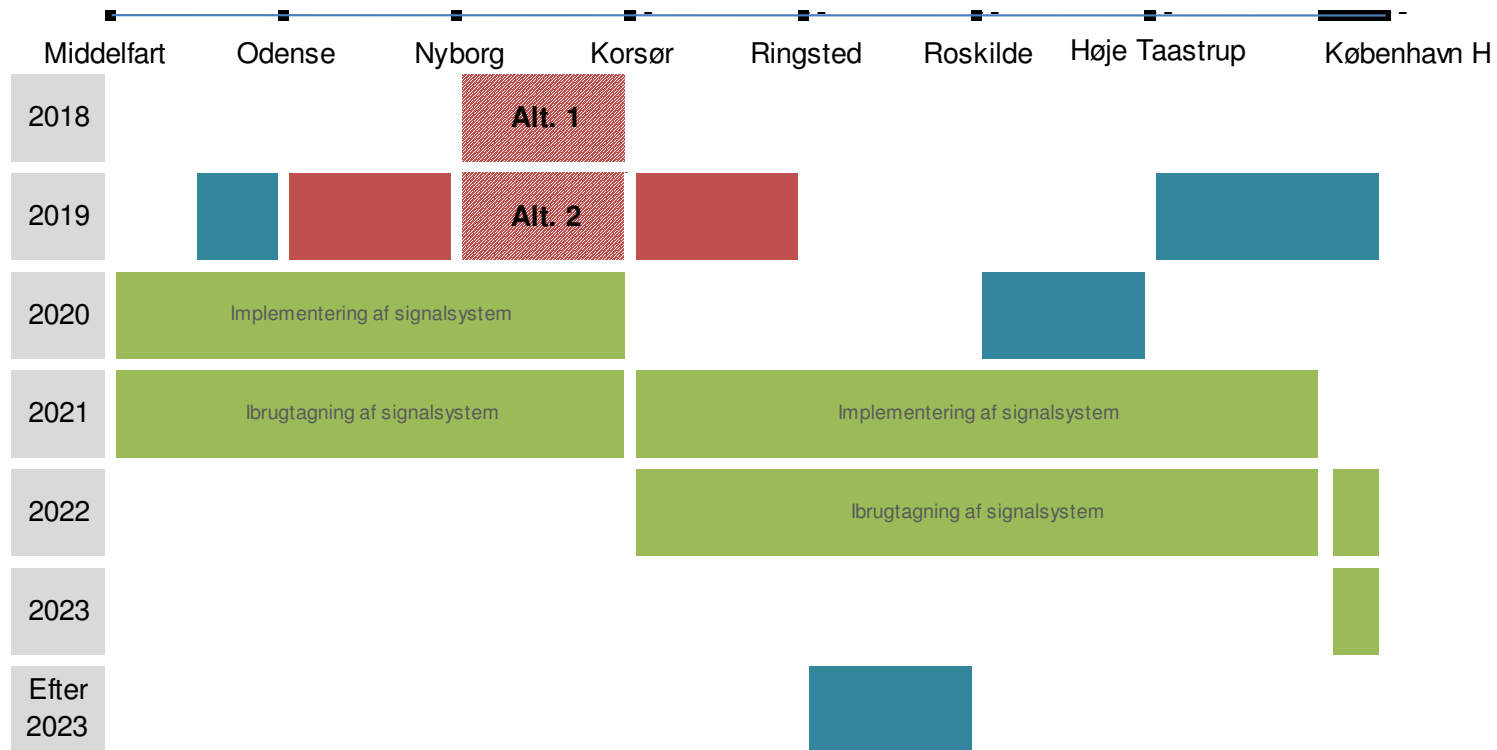 Middelfart Odense Nyborg Korsør Ringsted Roskilde Høje Taastrup København H
2018 Alt. 1
2019 Alt. 2
2020 Implementering af signalsystem
2021 Ibrugtagning af signalsystem Implementering af signalsystem
2022 Ibrugtagning af signalsystem
2023
Efter
2023